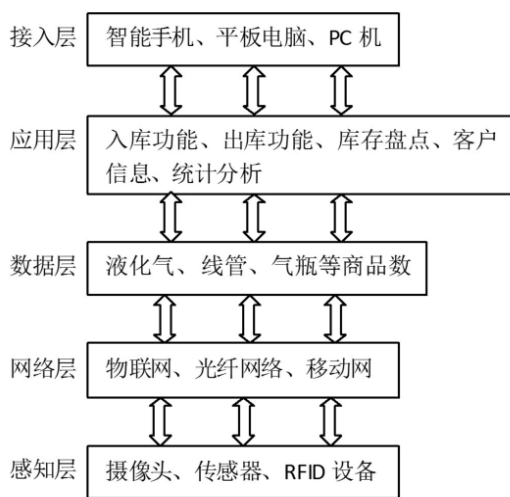 接入层 智能手机、平板电脑、PC 机
应用层 入库功能、出库功能、库存盘点、客户
信息、统计分析
数据层 液化气、线管、气瓶等商品数
网络层 物联网、光纤网络、移动网
感知层 摄像头、传感器、RFID 设备